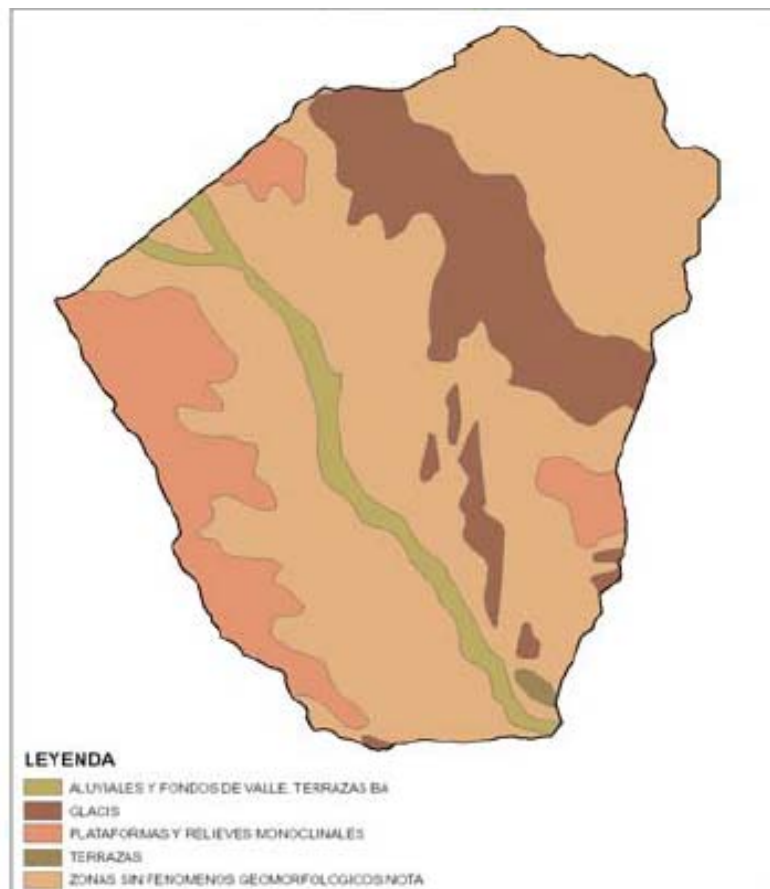 LEYENDA
ALUVIALES Y FONDOS DE VALLE. TERRAZAS BA
GLACIS
PLATAFORMAS Y RELIEVES MONOCLINALES
TERRAZAS
ZONAS SIN FENOMENOS GEOMORFOLOGICOS NOTA